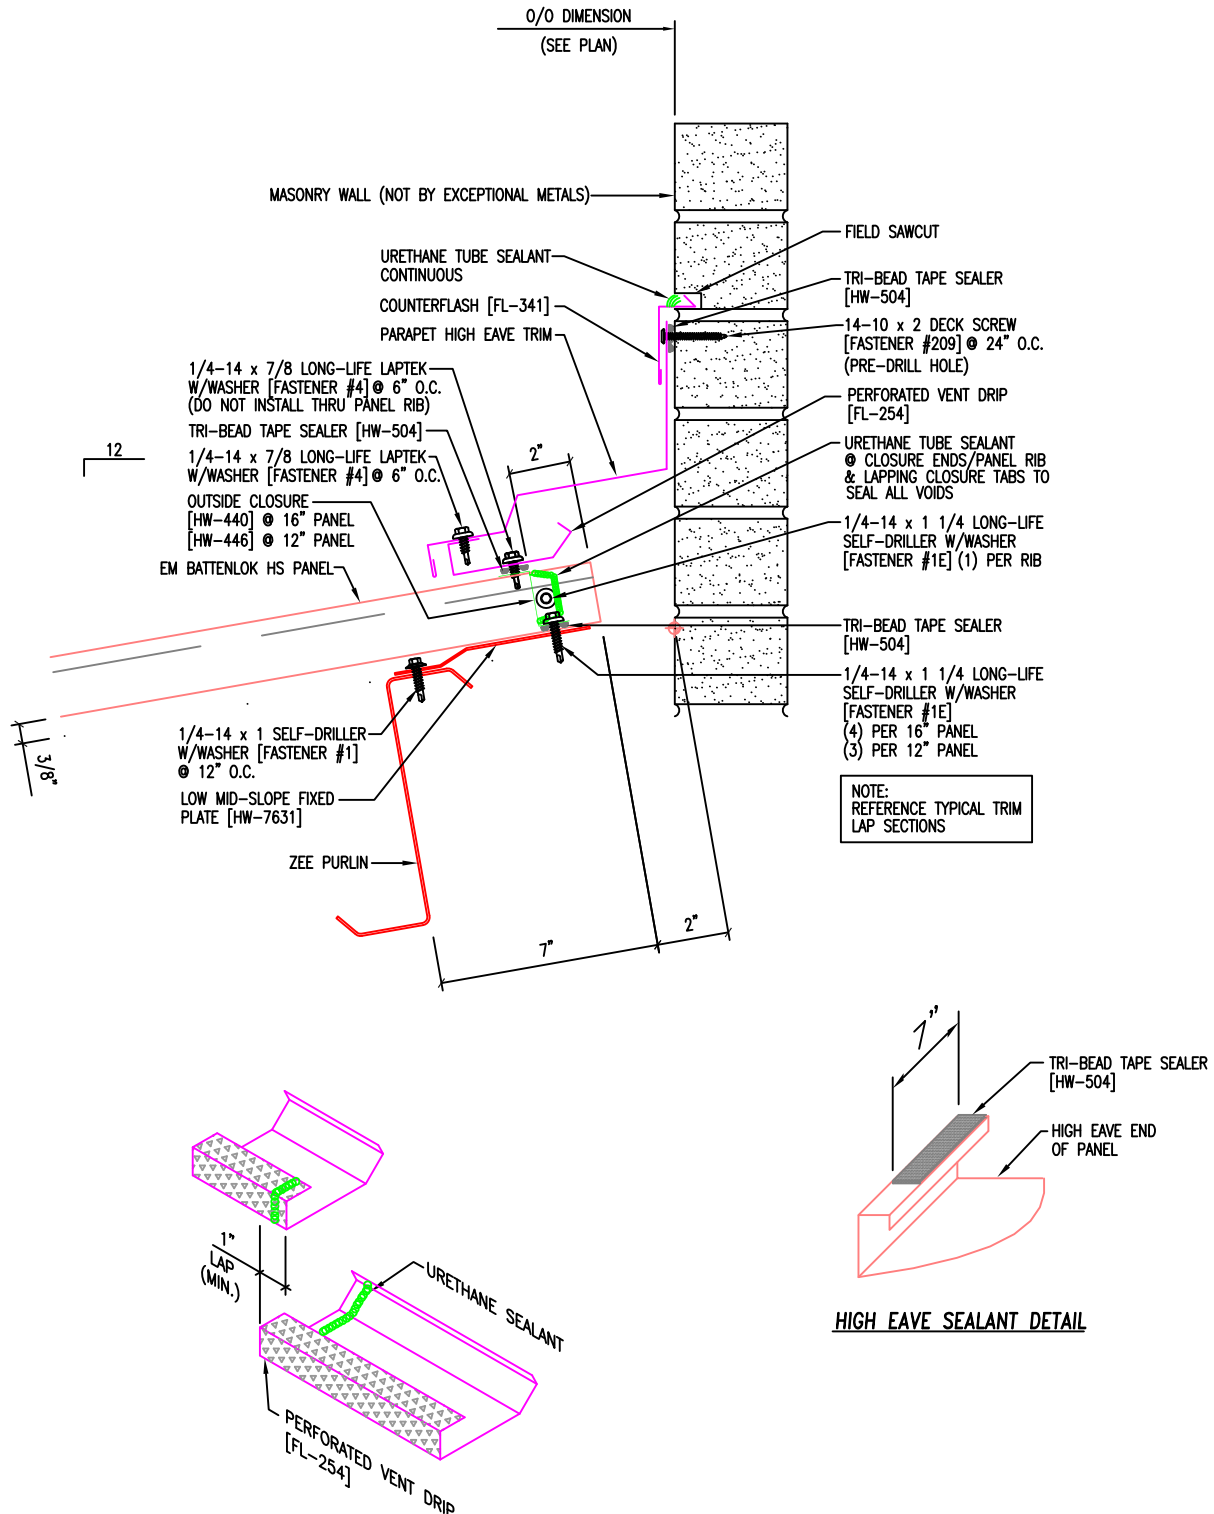 O/O DIMENSION
(SEE PLAN)
MASONRY WALL (NOT BY EXCEPTIONAL METALS)
FIELD SAWCUT
URETHANE TUBE SEALANT
CONTINUOUS
COUNTERFLASH [FL-341]
PARAPET HIGH EAVE TRIM
TRI-BEAD TAPE SEALER
[HW-504]
14-10 x 2 DECK SCREW
[FASTENER #209] @ 24" O.C.
(PRE-DRILL HOLE)
1/4-14 x 7/8 LONG-LIFE LAPTEK
W/WASHER [FASTENER #4] @ 6" O.C.
(DO NOT INSTALL THRU PANEL RIB)
TRI-BEAD TAPE SEALER [HW-504]
1/4-14 x 7/8 LONG-LIFE LAPTEK
W/WASHER [FASTENER #4] @ 6" O.C.
OUTSIDE CLOSURE
[HW-440] @ 16" PANEL
[HW-446] @ 12" PANEL
EM BATTENLOK HS PANEL
12
2"
PERFORATED VENT DRIP
[FL-254]
URETHANE TUBE SEALANT
@ CLOSURE ENDS/PANEL RIB
& LAPPING CLOSURE TABS TO
SEAL ALL VOIDS
1/4-14 x 1 1/4 LONG-LIFE
SELF-DRILLER W/WASHER
[FASTENER #1E] (1) PER RIB
TRI-BEAD TAPE SEALER
[HW-504]
1/4-14 x 1 1/4 LONG-LIFE
SELF-DRILLER W/WASHER
[FASTENER #1E]
(4) PER 16" PANEL
(3) PER 12" PANEL
3/8"
1/4-14 x 1 SELF-DRILLER
W/WASHER [FASTENER #1]
@ 12" O.C.
LOW MID-SLOPE FIXED
PLATE [HW-7631]
ZEE PURLIN
NOTE:
REFERENCE TYPICAL TRIM
LAP SECTIONS
7"
2"
7"
TRI-BEAD TAPE SEALER
[HW-504]
HIGH EAVE END
OF PANEL
HIGH EAVE SEALANT DETAIL
1"
LAP
(MIN.)
URETHANE SEALANT
PERFORATED VENT DRIP
[FL-254]